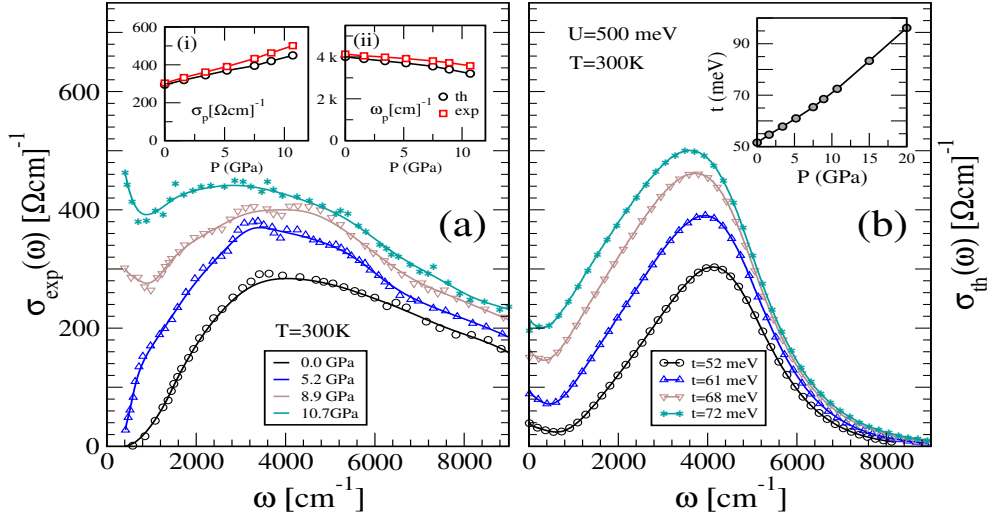 600
400
200
0
(i)
σp[Ωcm]-1
0
5
10
P (GPa)
4 k
2 k
(ii)
ωp[cm]-1
th
exp
0
5
10
P (GPa)
600
400
200
0
σexp(ω) [Ωcm]-1
(a)
T=300K
0.0 GPa
5.2 GPa
8.9 GPa
10.7GPa
0
2000
4000
6000
8000
ω [cm-1]
U=500 meV
T=300K
90
70
50
t (meV)
0
5
10
15
20
P (GPa)
(b)
t=52 meV
t=61 meV
t=68 meV
t=72 meV
0
2000
4000
6000
8000
ω [cm-1]
σth(ω) [Ωcm]-1